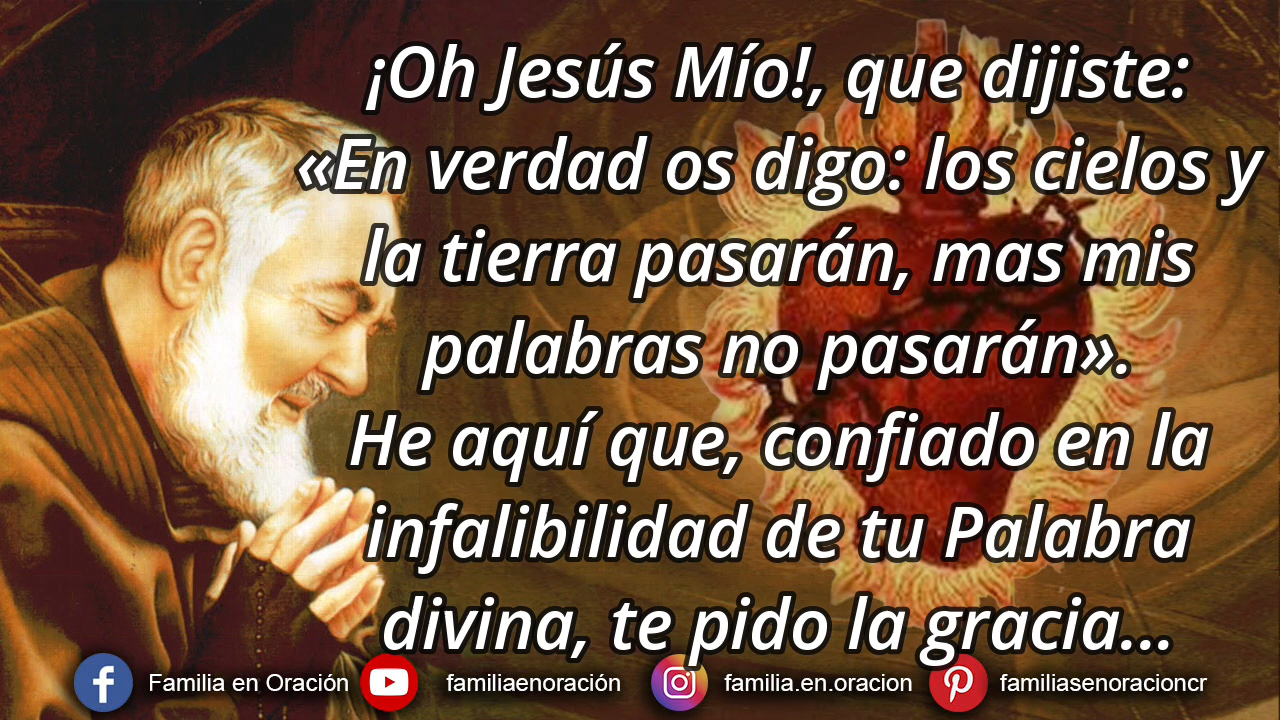 ¡Oh Jesús Mío!, que dijiste:
«En verdad os digo: los cielos y
la tierra pasarán, mas mis
palabras no pasarán».
He aquí que, confiado en la
infalibilidad de tu Palabra
divina, te pido la gracia...
Familia en Oración familiaenoración familia.en.oracion familiasenoracioncr